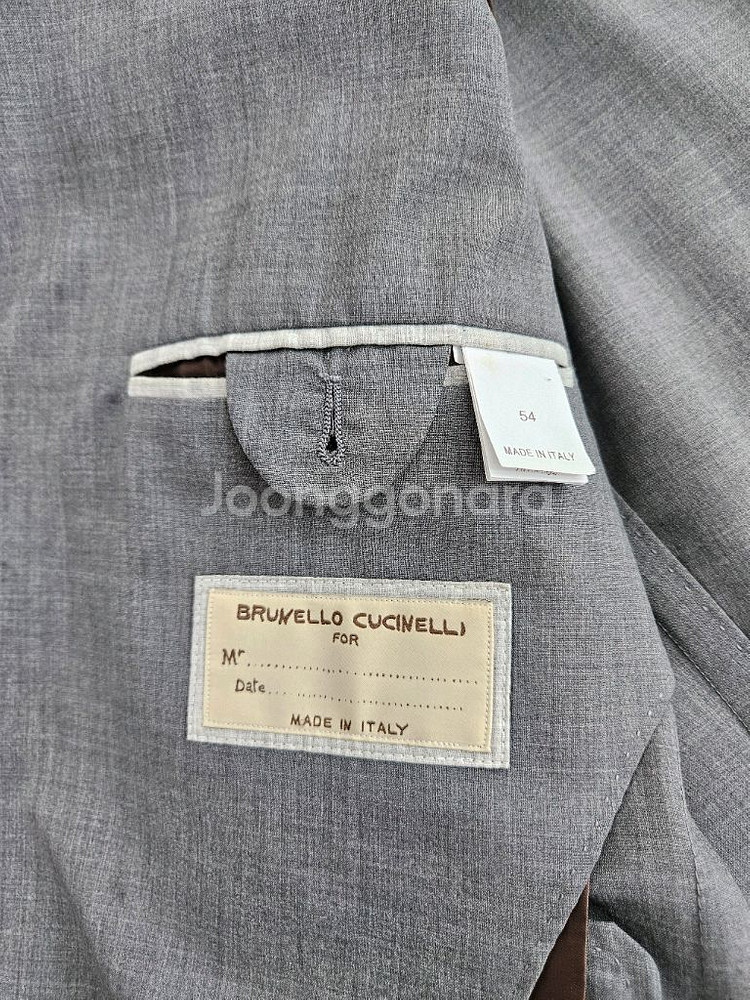 54
MADE IN ITALY
Joonggonara
BRUNELLO CUCINELLI
FOR
Mr.
Date
MADE IN ITALY